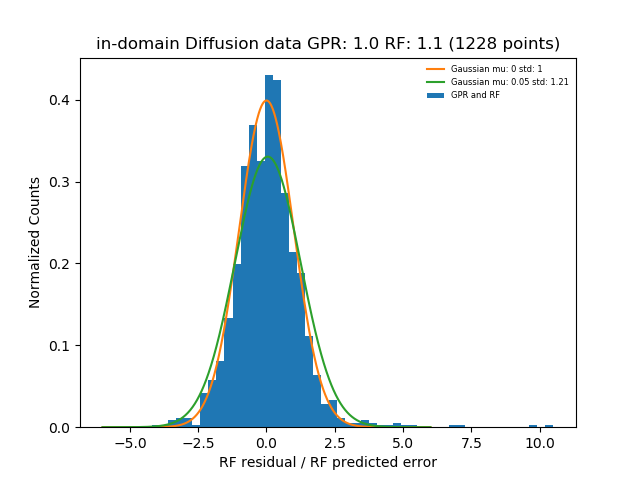 in-domain Diffusion data GPR: 1.0 RF: 1.1 (1228 points)
Gaussian mu: 0 std: 1
Gaussian mu: 0.05 std: 1.21
GPR and RF
Normalized Counts
0.4
0.3
0.2
0.1
0.0
−5.0 −2.5 0.0 2.5 5.0 7.5 10.0
RF residual / RF predicted error